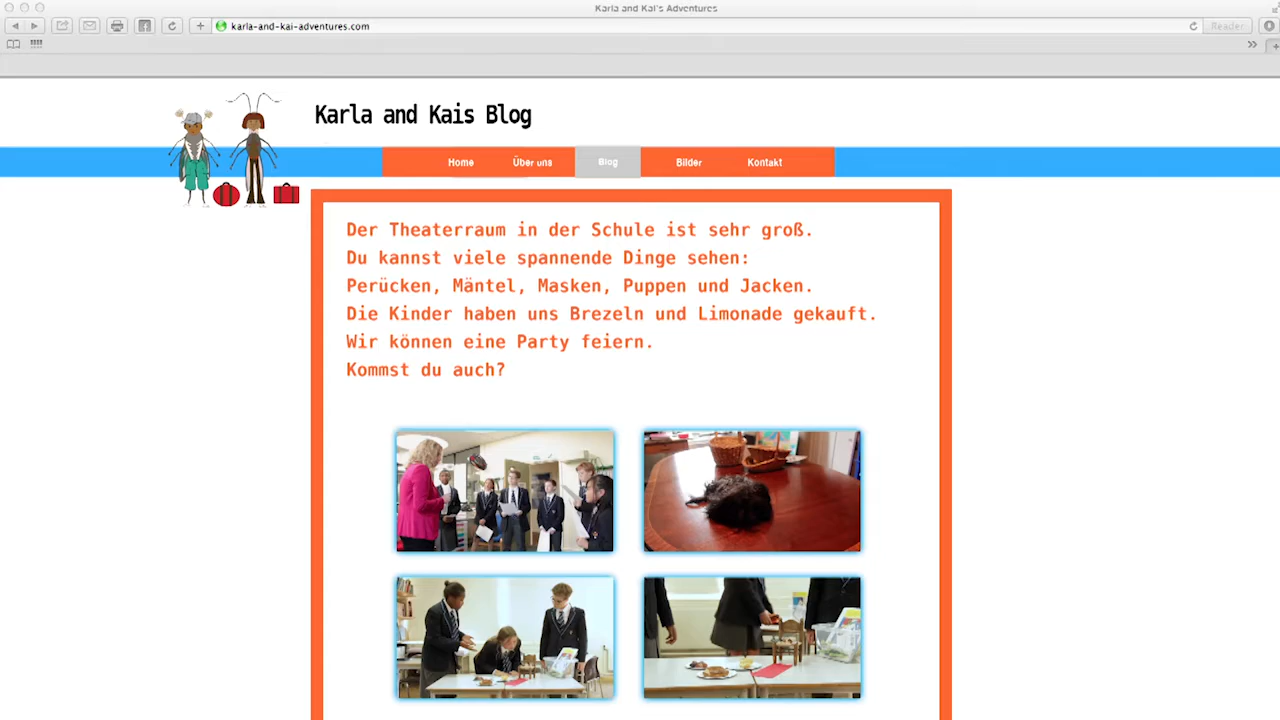 Karla and Kai's Adventures
karla-and-kai-adventures.com
Reader
Karla and Kais Blog
Home
Über uns
Blog
Bilder
Kontakt
Der Theaterraum in der Schule ist sehr groß.
Du kannst viele spannende Dinge sehen:
Perücken, Mäntel, Masken, Puppen und Jacken.
Die Kinder haben uns Brezeln und Limonade gekauft.
Wir können eine Party feiern.
Kommst du auch?